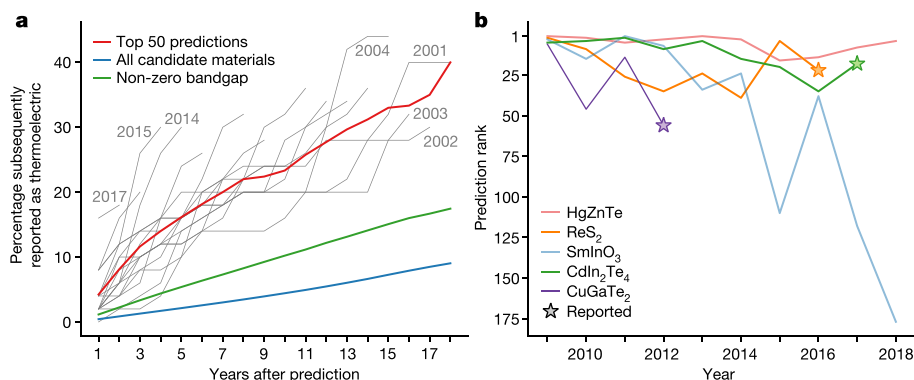 a
Percentage subsequently
reported as thermoelectric
40
30
20
10
0
Top 50 predictions
All candidate materials
Non-zero bandgap
2004
2001
2015
2014
2003
2002
2017
1
3
5
7
9
11
13
15
17
Years after prediction
b
Prediction rank
1
25
50
75
100
125
150
175
HgZnTe
ReS₂
SmInO₃
CdIn₂Te₄
CuGaTe₂
Reported
2010
2012
2014
2016
2018
Year